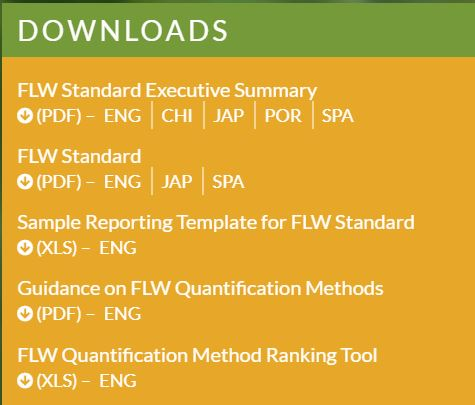 DOWNLOADS
FLW Standard Executive Summary
(PDF) – ENG | CHI | JAP | POR | SPA
FLW Standard
(PDF) – ENG | JAP | SPA
Sample Reporting Template for FLW Standard
(XLS) – ENG
Guidance on FLW Quantification Methods
(PDF) – ENG
FLW Quantification Method Ranking Tool
(XLS) – ENG